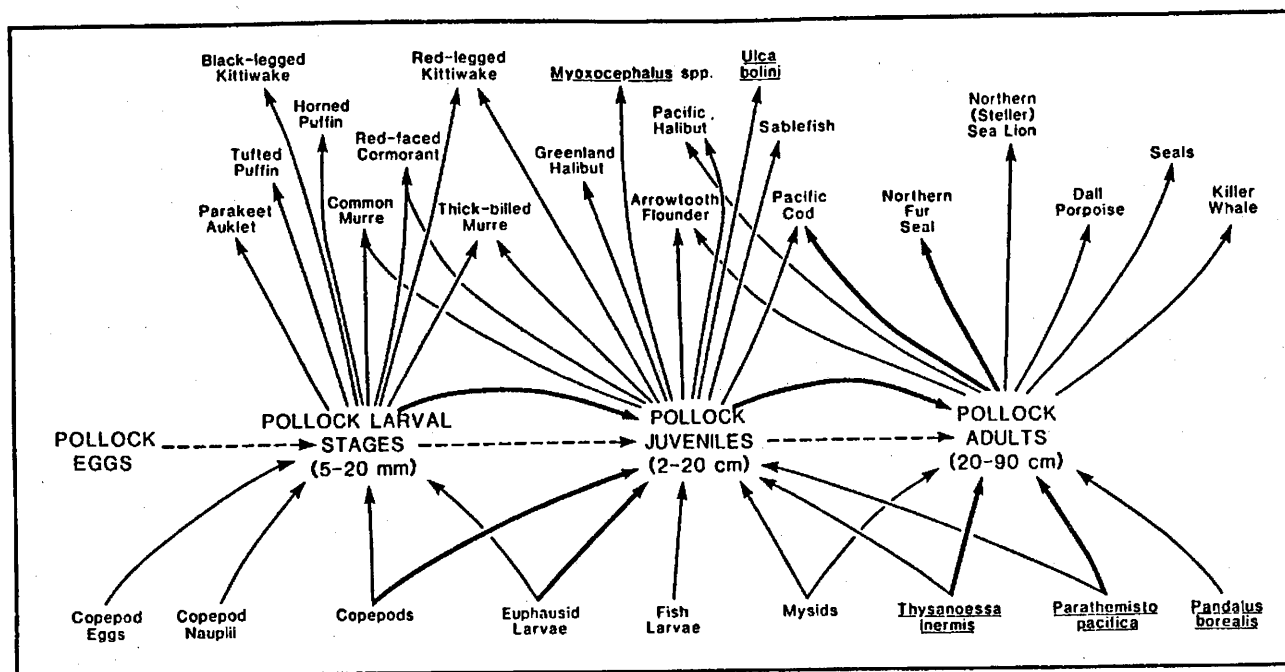 Black-legged
Kittiwake
Red-legged
Kittiwake
Myoxocephalus spp.
Ulca
bolini
Horned
Puffin
Pacific
Halibut
Northern
(Steller)
Sea Lion
Red-faced
Cormorant
Sablefish
Tufted
Puffin
Greenland
Halibut
Seals
Parakeet
Auklet
Common
Murre
Thick-billed
Murre
Arrowtooth
Flounder
Pacific
Cod
Northern
Fur
Seal
Dall
Porpoise
Killer
Whale
POLLOCK
EGGS
POLLOCK LARVAL
STAGES
(5-20 mm)
POLLOCK
JUVENILES
(2-20 cm)
POLLOCK
ADULTS
(20-90 cm)
Copepod
Eggs
Copepod
Nauplii
Copepods
Euphausid
Larvae
Fish
Larvae
Mysids
Thysanoessa
inermis
Parathemisto
pacifica
Pandalus
borealis